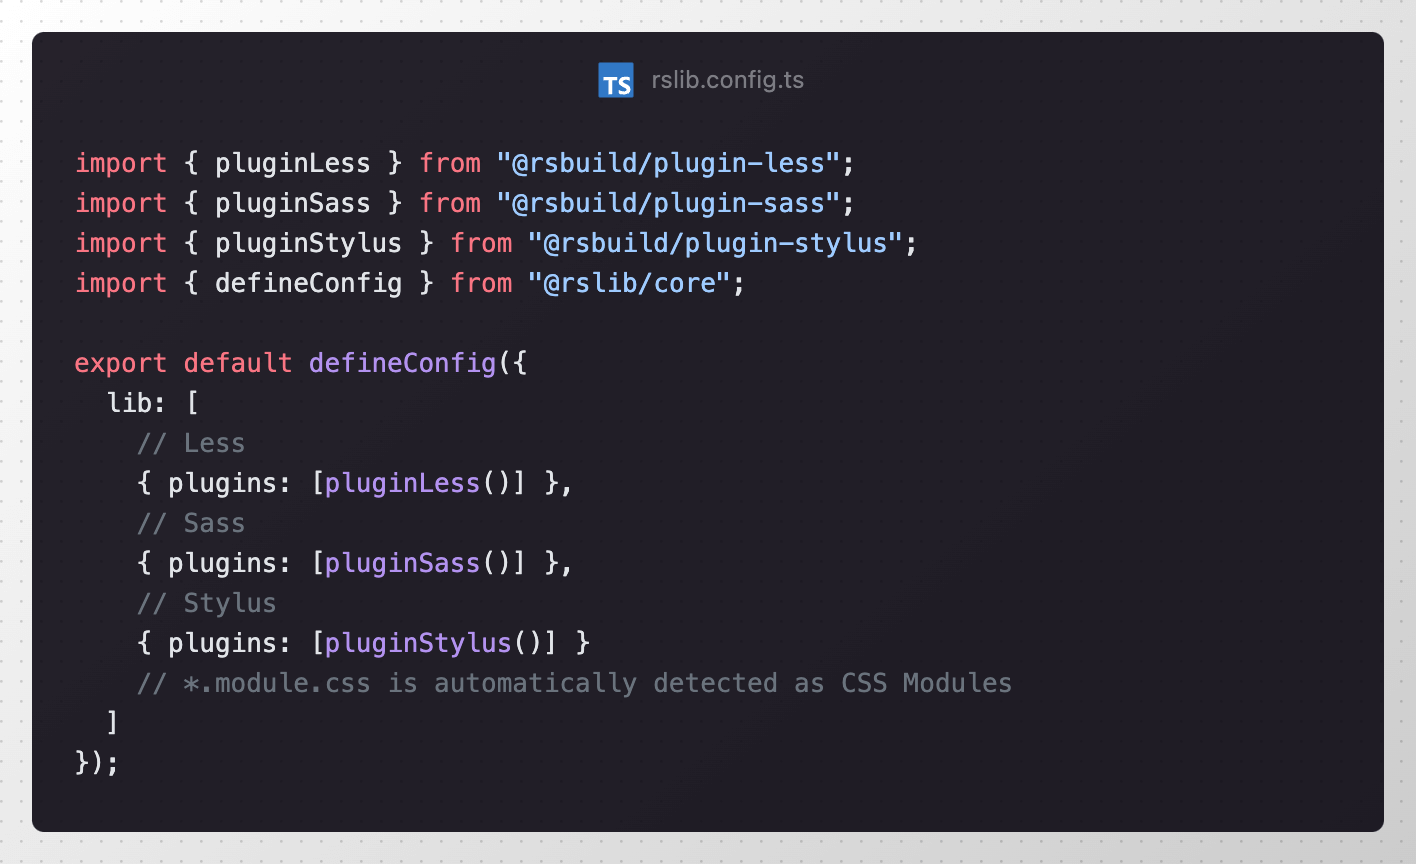 TS rslib.config.ts
import { pluginLess } from "@rsbuild/plugin-less";
import { pluginSass } from "@rsbuild/plugin-sass";
import { pluginStylus } from "@rsbuild/plugin-stylus";
import { defineConfig } from "@rslib/core";

export default defineConfig({
  lib: [
    // Less
    { plugins: [pluginLess()] },
    // Sass
    { plugins: [pluginSass()] },
    // Stylus
    { plugins: [pluginStylus()] }
    // *.module.css is automatically detected as CSS Modules
  ]
});